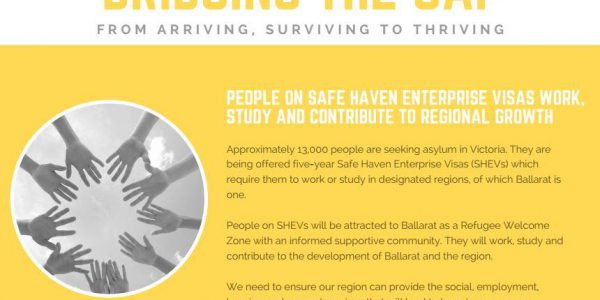 BRIDGING THE GAP
FROM ARRIVING, SURVIVING TO THRIVING
PEOPLE ON SAFE HAVEN ENTERPRISE VISAS WORK,
STUDY AND CONTRIBUTE TO REGIONAL GROWTH
Approximately 13,000 people are seeking asylum in Victoria. They are
being offered five-year Safe Haven Enterprise Visas (SHEVs) which
require them to work or study in designated regions, of which Ballarat is
one.
People on SHEVs will be attracted to Ballarat as a Refugee Welcome
Zone with an informed supportive community. They will work, study and
contribute to the development of Ballarat and the region.
We need to ensure our region can provide the social, employment,